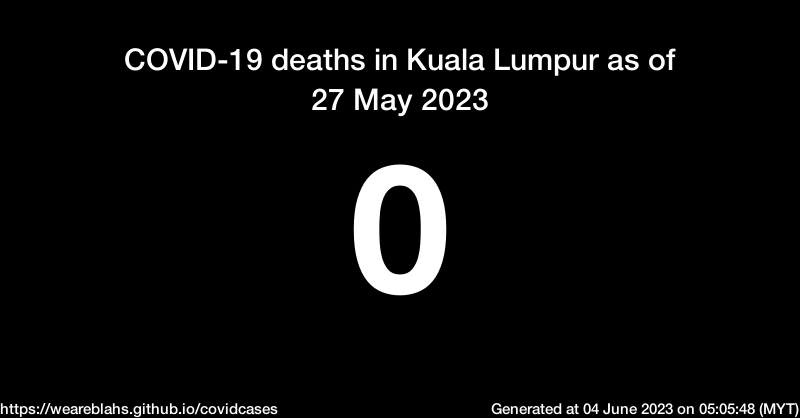 COVID-19 deaths in Kuala Lumpur as of
27 May 2023
0
https://weareblahs.github.io/covidcases
Generated at 04 June 2023 on 05:05:48 (MYT)